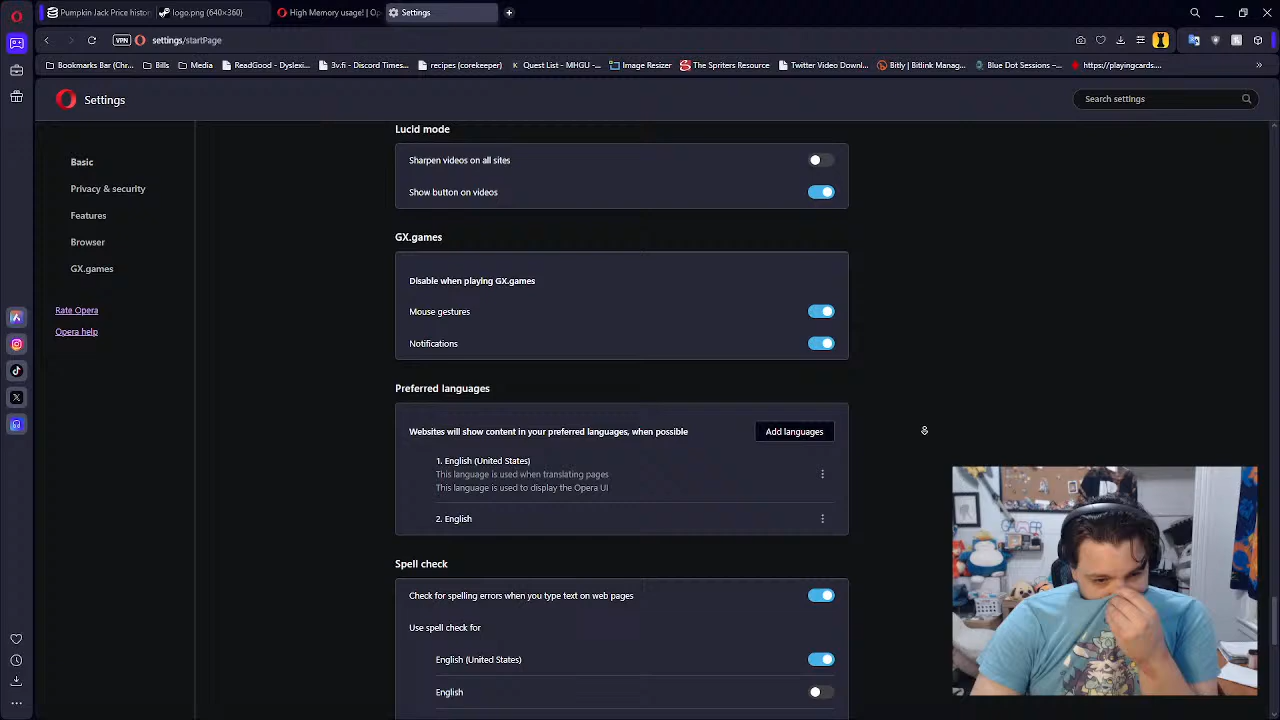 Pumpkin Jack Price histor
logo.png (640×360)
High Memory usage! | Op
Settings
VPN
settings/startPage
Bookmarks Bar (Chr...
Bills
Media
ReadGood - Dyslexi...
3v.fi - Discord Times...
recipes (corekeeper)
Quest List - MHGU -...
Image Resizer
The Spriters Resource
Twitter Video Downl...
Bitly | Bitlink Manag...
Blue Dot Sessions –...
https://playingcards....
Settings
Search settings
Basic
Privacy & security
Features
Browser
GX.games
Rate Opera
Opera help
Lucid mode
Sharpen videos on all sites
Show button on videos
GX.games
Disable when playing GX.games
Mouse gestures
Notifications
Preferred languages
Websites will show content in your preferred languages, when possible
Add languages
1. English (United States)
This language is used when translating pages
This language is used to display the Opera UI
2. English
Spell check
Check for spelling errors when you type text on web pages
Use spell check for
English (United States)
English